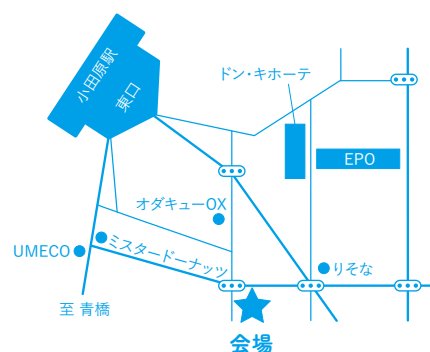 小田原駅
東口
ドン・キホーテ
EPO
オダキューOX
ミスタードーナッツ
UMECO
りそな
至 青橋
会場